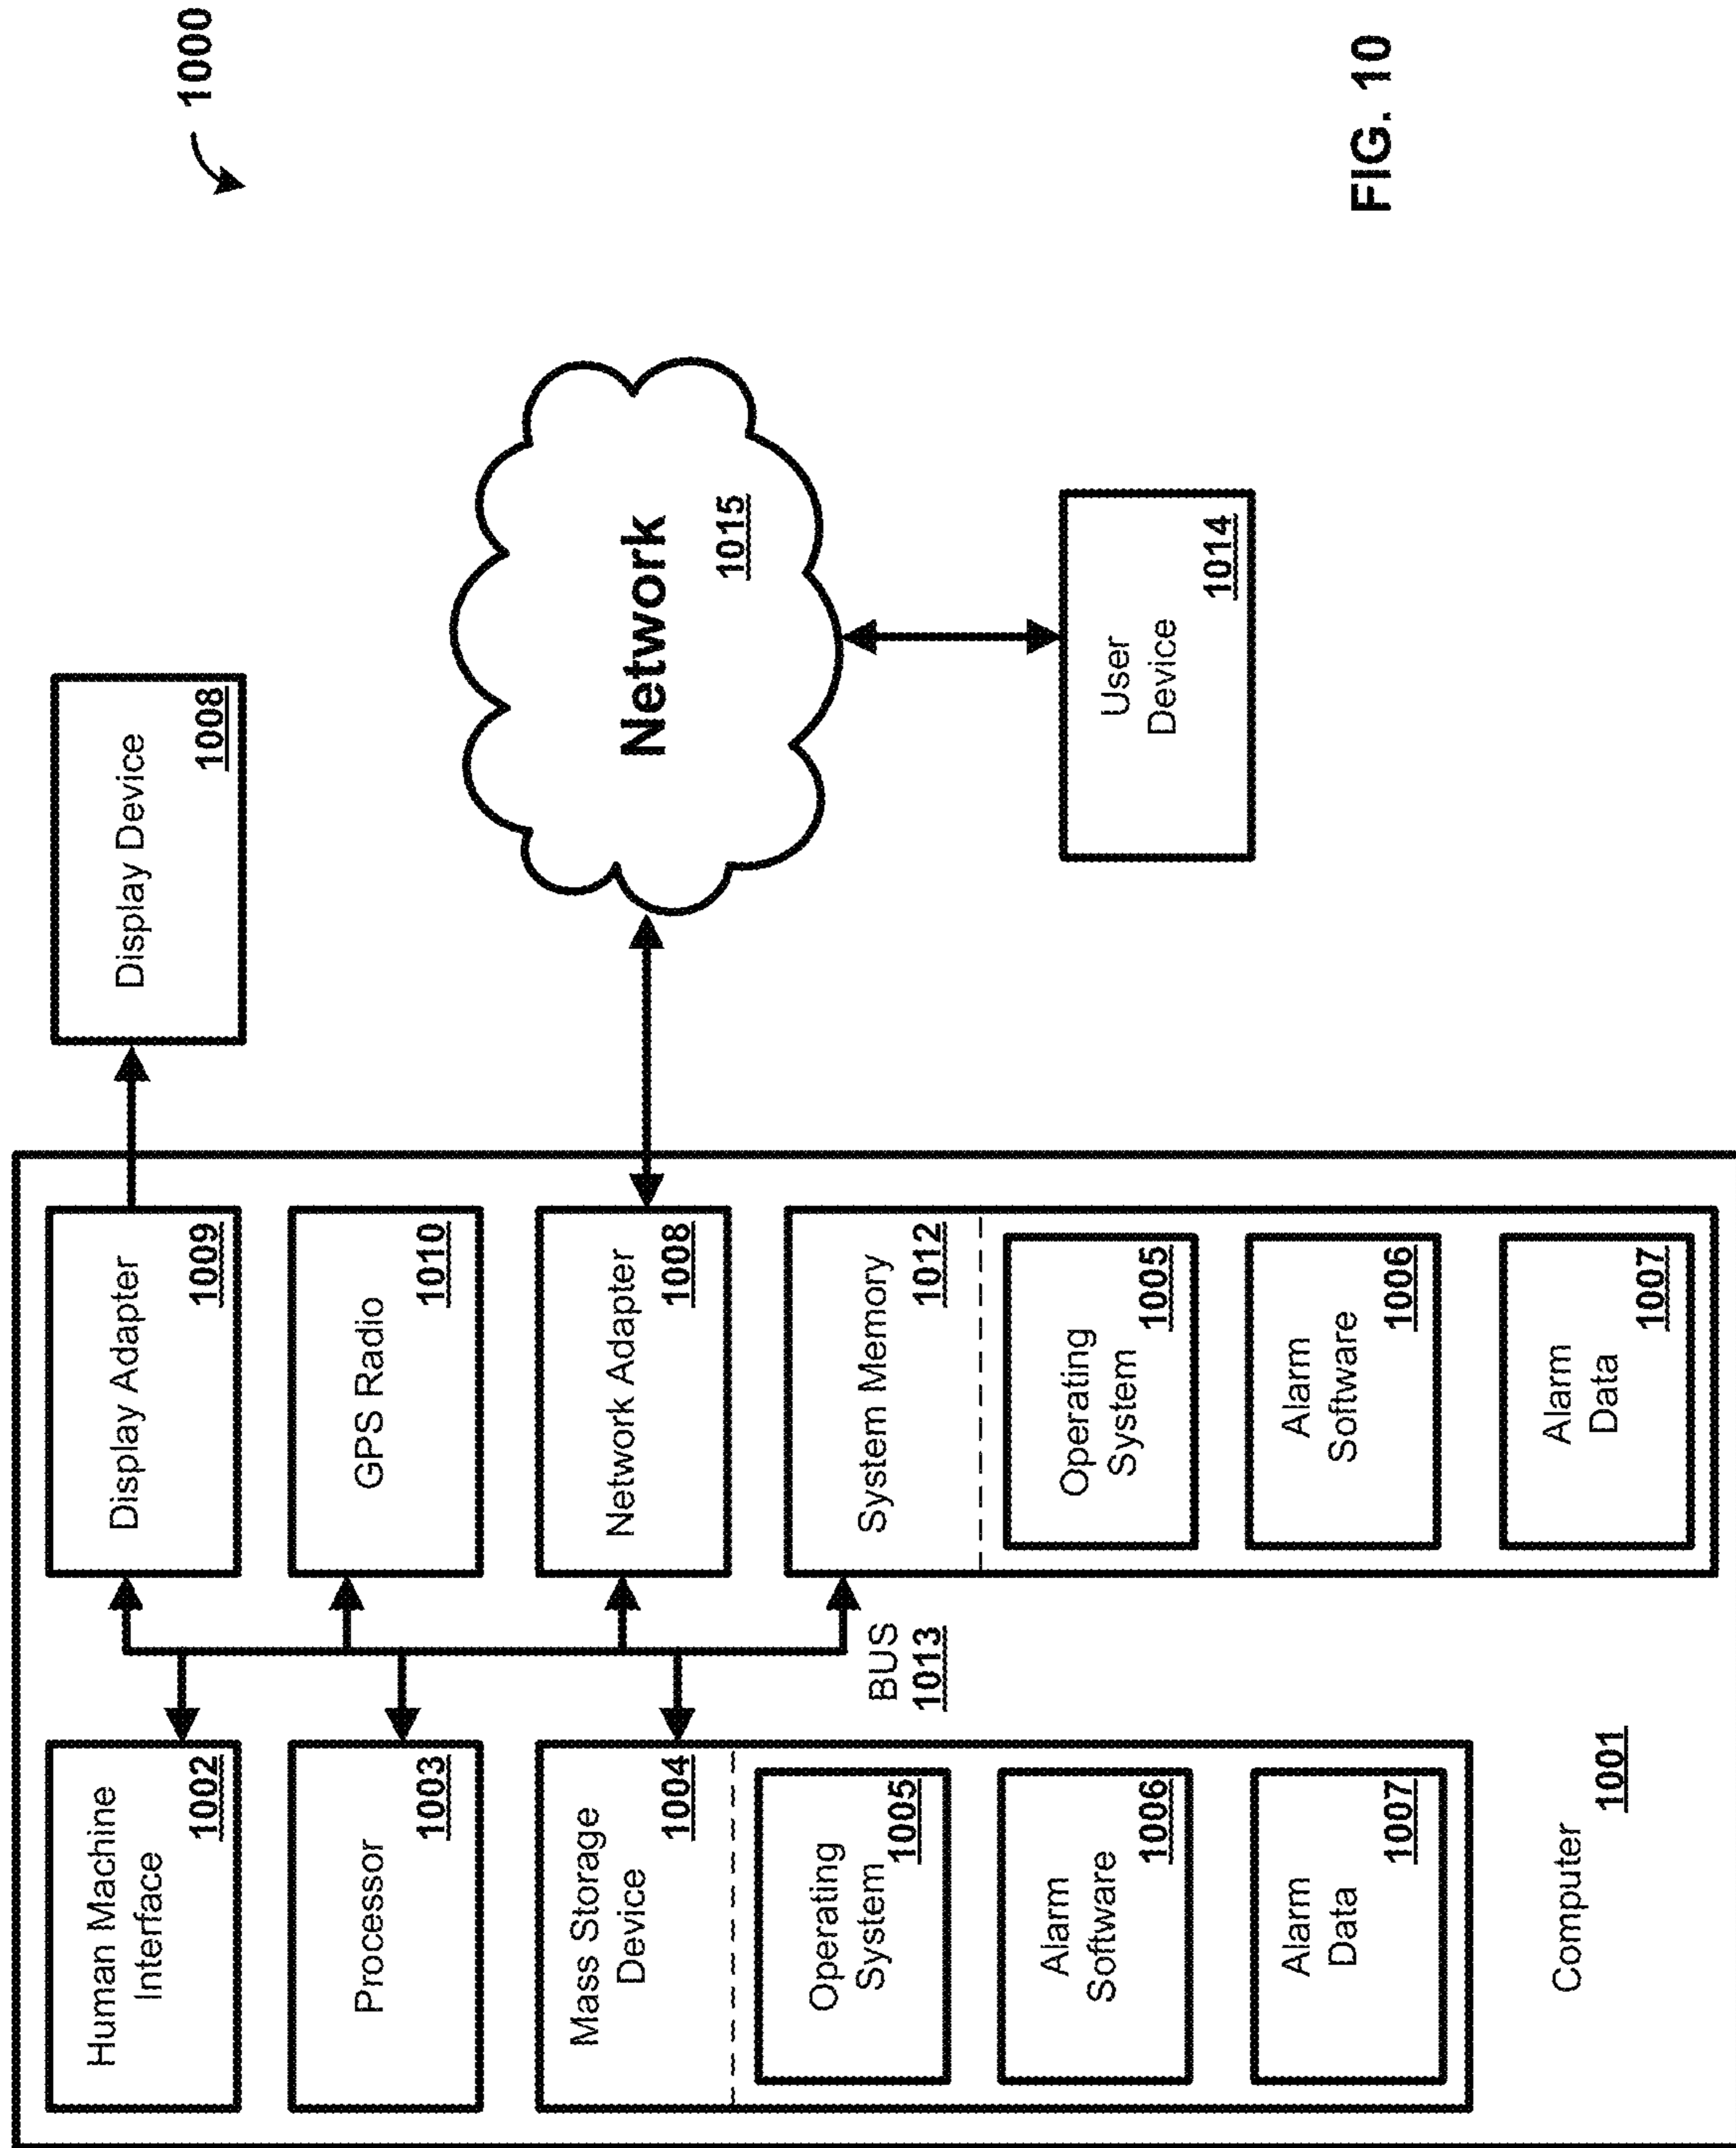 1000
Human Machine
Interface
1002
Processor
1003
Mass Storage
Device
1004
Operating
System
1005
Alarm
Software
1006
Alarm
Data
1007
Computer
1001
BUS
1013
Display Adapter
1009
GPS Radio
1010
Network Adapter
1008
System Memory
1012
Operating
System
1005
Alarm
Software
1006
Alarm
Data
1007
Display Device
1008
Network
1015
User
Device
1014
FIG. 10